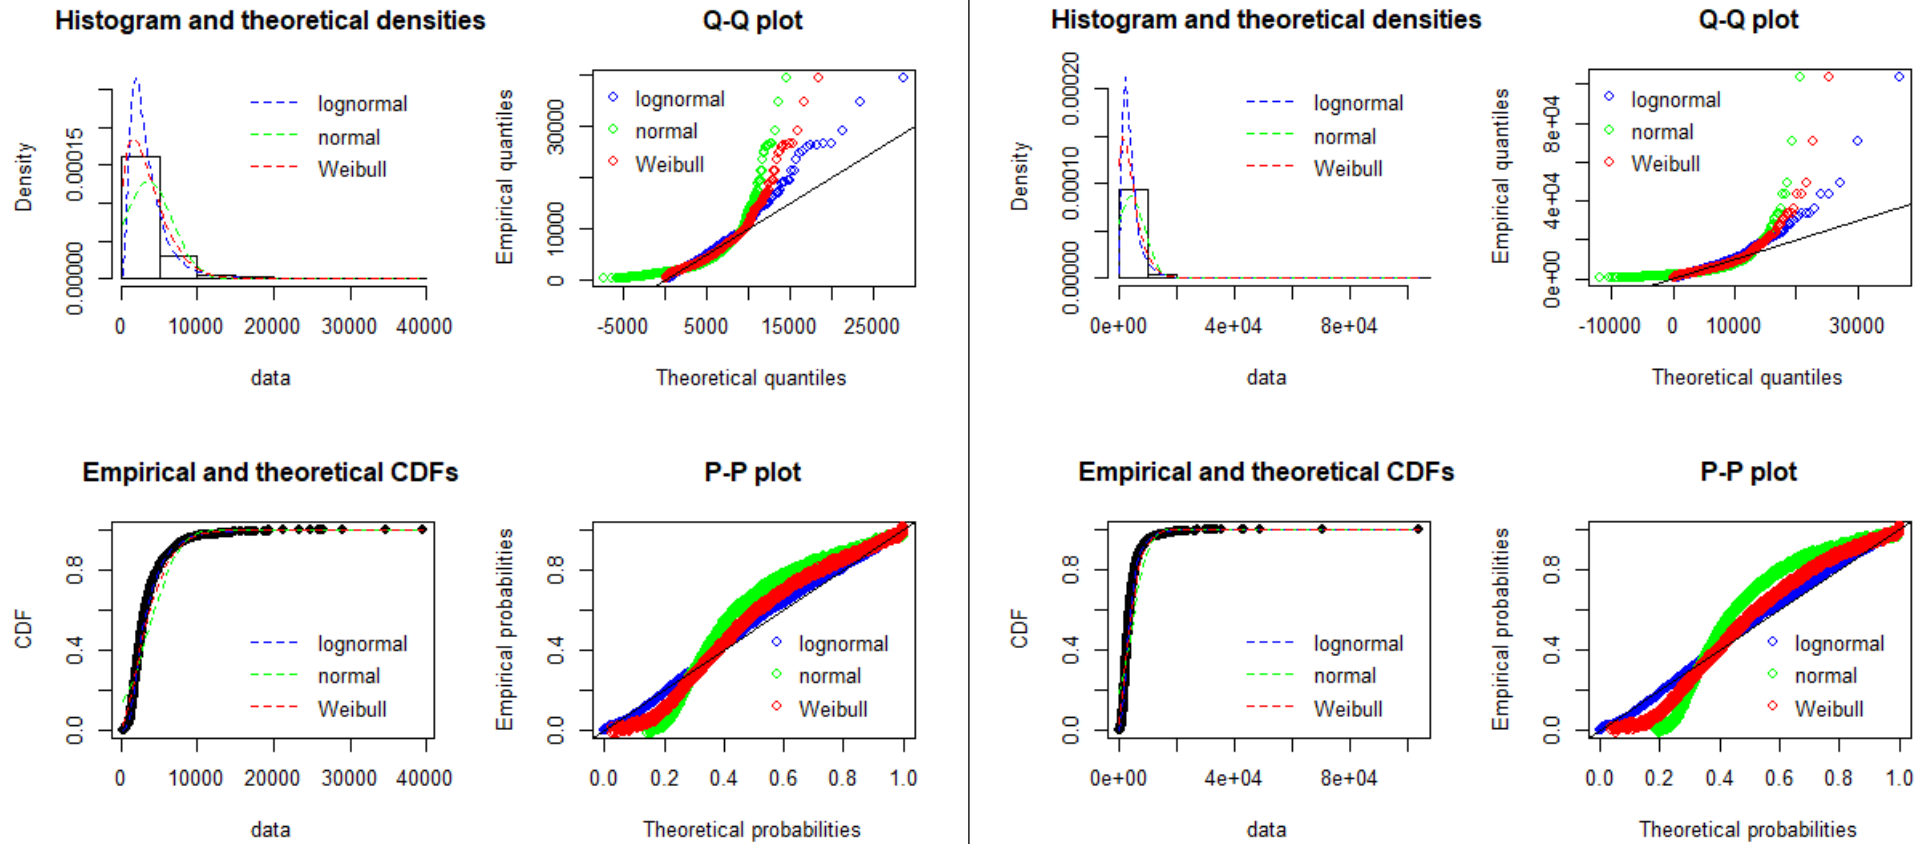 Histogram and theoretical densities
Density
0.00000 0.00015
lognormal
normal
Weibull
0 10000 20000 30000 40000
data
Q-Q plot
Empirical quantiles
0 10000 30000
lognormal
normal
Weibull
-5000 5000 15000 25000
Theoretical quantiles
Empirical and theoretical CDFs
CDF
0.0 0.4 0.8
lognormal
normal
Weibull
0 10000 20000 30000 40000
data
P-P plot
Empirical probabilities
0.0 0.4 0.8
lognormal
normal
Weibull
0.0 0.2 0.4 0.6 0.8 1.0
Theoretical probabilities
Histogram and theoretical densities
Density
0.00000 0.00010 0.00020
lognormal
normal
Weibull
0e+00 4e+04 8e+04
data
Q-Q plot
Empirical quantiles
0e+00 4e+04 8e+04
lognormal
normal
Weibull
-10000 0 10000 30000
Theoretical quantiles
Empirical and theoretical CDFs
CDF
0.0 0.4 0.8
lognormal
normal
Weibull
0e+00 4e+04 8e+04
data
P-P plot
Empirical probabilities
0.0 0.4 0.8
lognormal
normal
Weibull
0.0 0.2 0.4 0.6 0.8 1.0
Theoretical probabilities